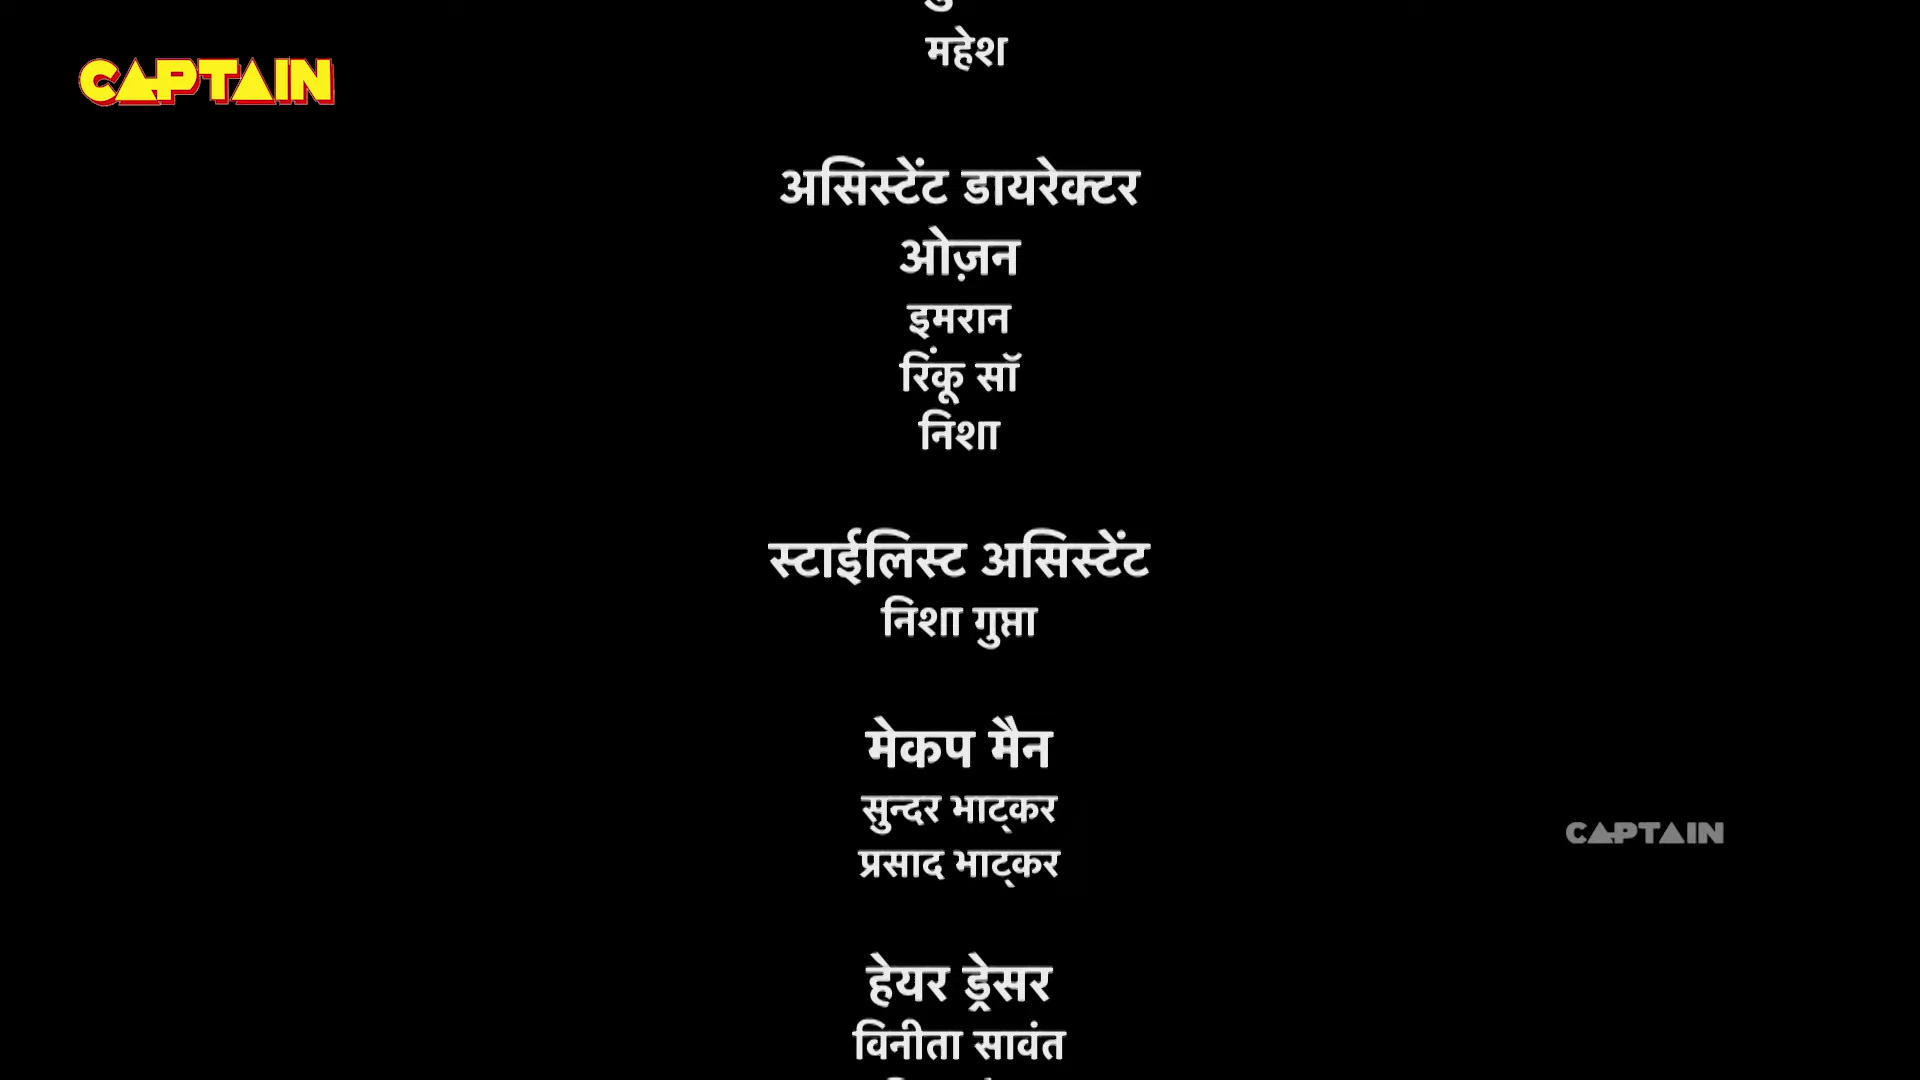 महेश
CAPTAIN
असिस्टेंट डायरेक्टर
ओज़न
इमरान
रिंकू सॉ
निशा
स्टाईलिस्ट असिस्टेंट
निशा गुप्ता
मेकप मैन
सुन्दर भाट्कर
प्रसाद भाट्कर
CAPTAIN
हेयर ड्रेसर
विनीता सावंत